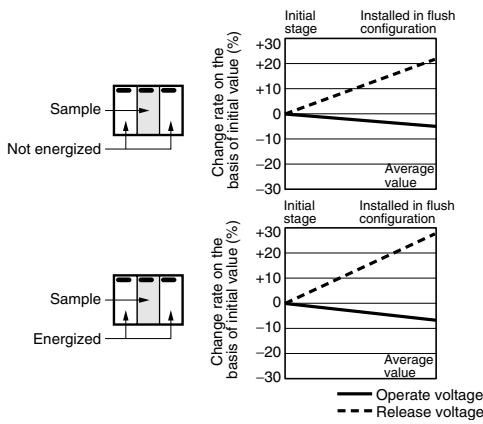 Initial stage
Installed in flush configuration
Change rate on the basis of initial value (%)
+30
+20
+10
0
−10
−20
−30
Average value
Sample
Not energized
Initial stage
Installed in flush configuration
Change rate on the basis of initial value (%)
+30
+20
+10
0
−10
−20
−30
Average value
Sample
Energized
Operate voltage
Release voltage